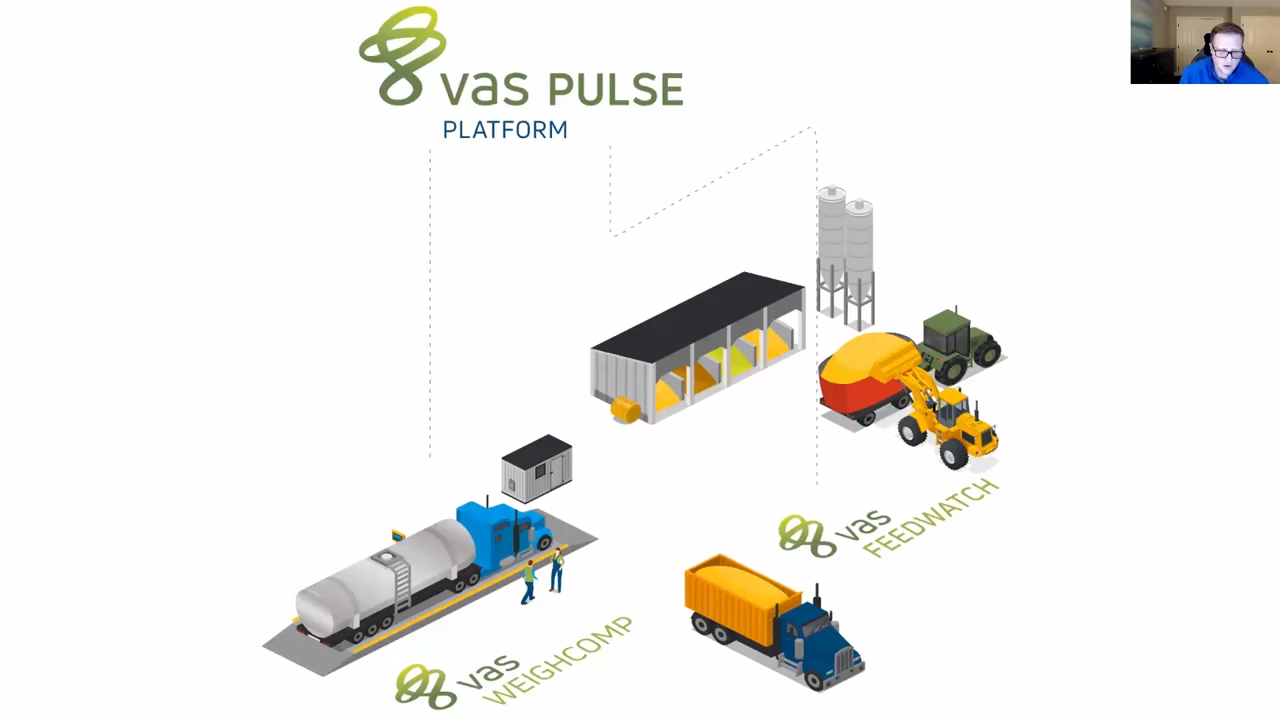 vas PULSE
PLATFORM
vas
FEEDWATCH
vas
WEIGHCOMP